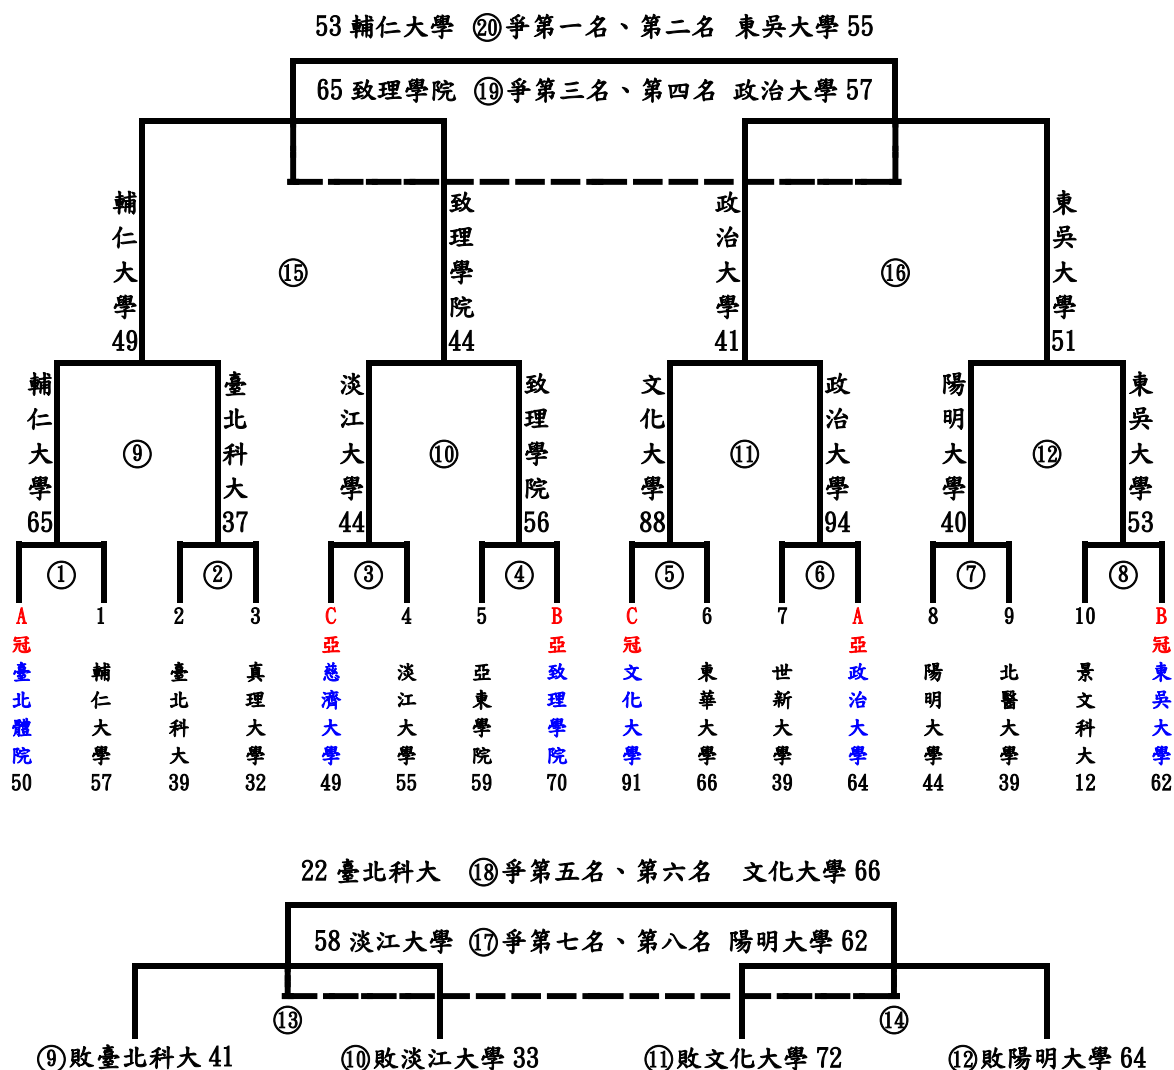 53 輔仁大學 ⑳爭第一名、第二名 東吳大學 55
65 致理學院 ⑲爭第三名、第四名 政治大學 57
輔仁大學 49
⑮
致理學院 44
政治大學 41
⑯
東吳大學 51
輔仁大學 65
⑨
臺北科大 37
淡江大學 44
⑩
致理學院 56
文化大學 88
⑪
政治大學 94
陽明大學 40
⑫
東吳大學 53
① ② ③ ④ ⑤ ⑥ ⑦ ⑧
A冠 臺北體院 50
1 輔仁大學 57
2 臺北科大 39
3 真理大學 32
C亞 慈濟大學 49
4 淡江大學 55
5 亞東學院 59
B亞 致理學院 70
C冠 文化大學 91
6 東華大學 66
7 世新大學 39
A亞 政治大學 64
8 陽明大學 44
9 北醫大學 39
10 景文科大 12
B冠 東吳大學 62
22 臺北科大 ⑱爭第五名、第六名 文化大學 66
58 淡江大學 ⑰爭第七名、第八名 陽明大學 62
⑬ ⑭
⑨敗臺北科大 41 ⑩敗淡江大學 33 ⑪敗文化大學 72 ⑫敗陽明大學 64